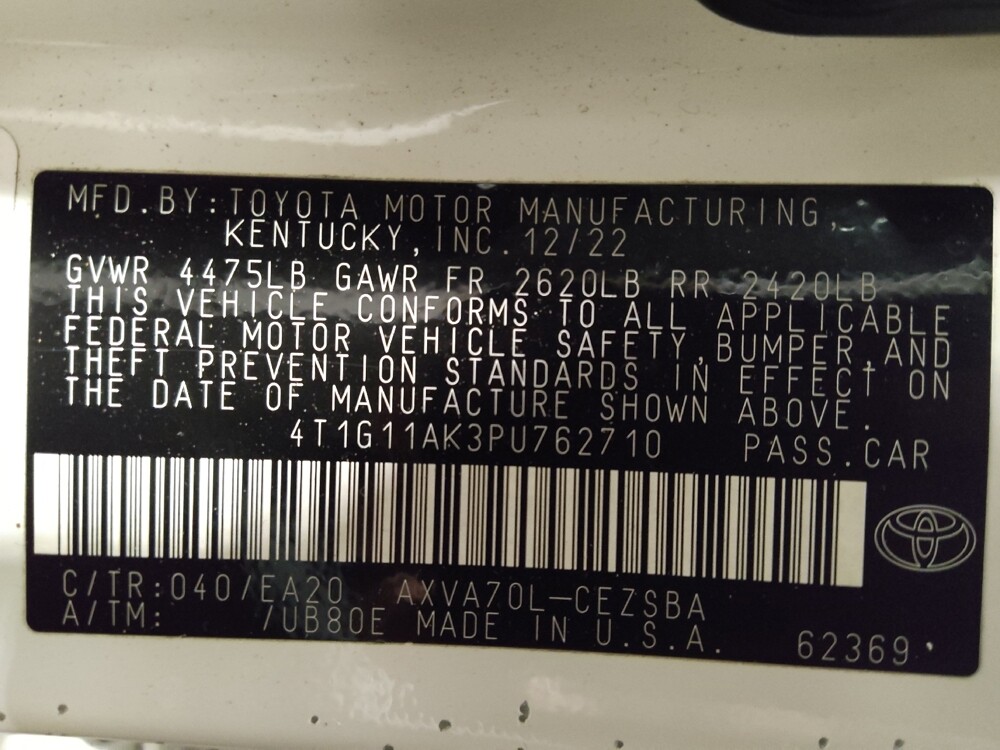 MFD.BY:TOYOTA MOTOR MANUFACTURING,
KENTUCKY, INC. 12/22
GVWR 4475LB GAWR FR 2620LB RR 2420LB
THIS VEHICLE CONFORMS TO ALL APPLICABLE
FEDERAL MOTOR VEHICLE SAFETY,BUMPER,AND
THEFT PREVENTION STANDARDS IN EFFECT ON
THE DATE OF MANUFACTURE SHOWN ABOVE.
4T1G11AK3PU762710 PASS.CAR
C/TR:040/EA20 AXVA70L-CEZSBA
A/TM: /UB80E MADE IN U.S.A. 62369